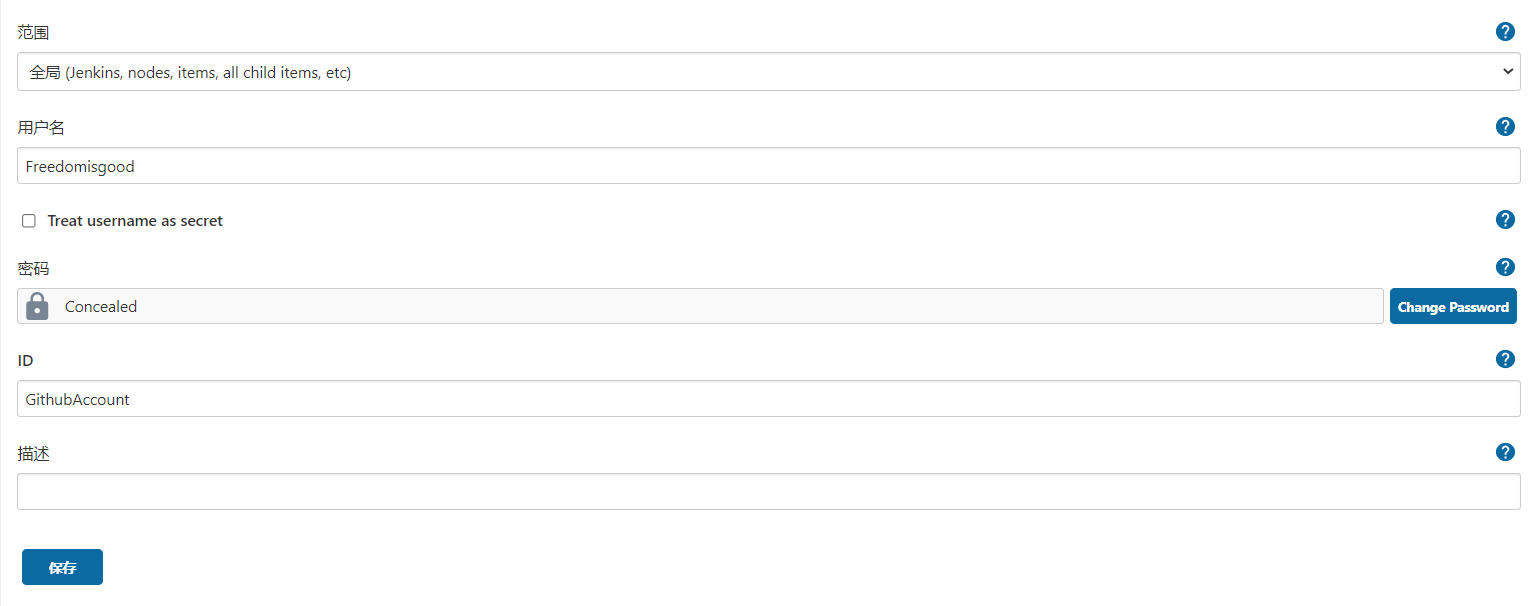 范围
全局 (Jenkins, nodes, items, all child items, etc)
用户名
Freedomisgood
Treat username as secret
密码
Concealed
Change Password
ID
GithubAccount
描述
保存